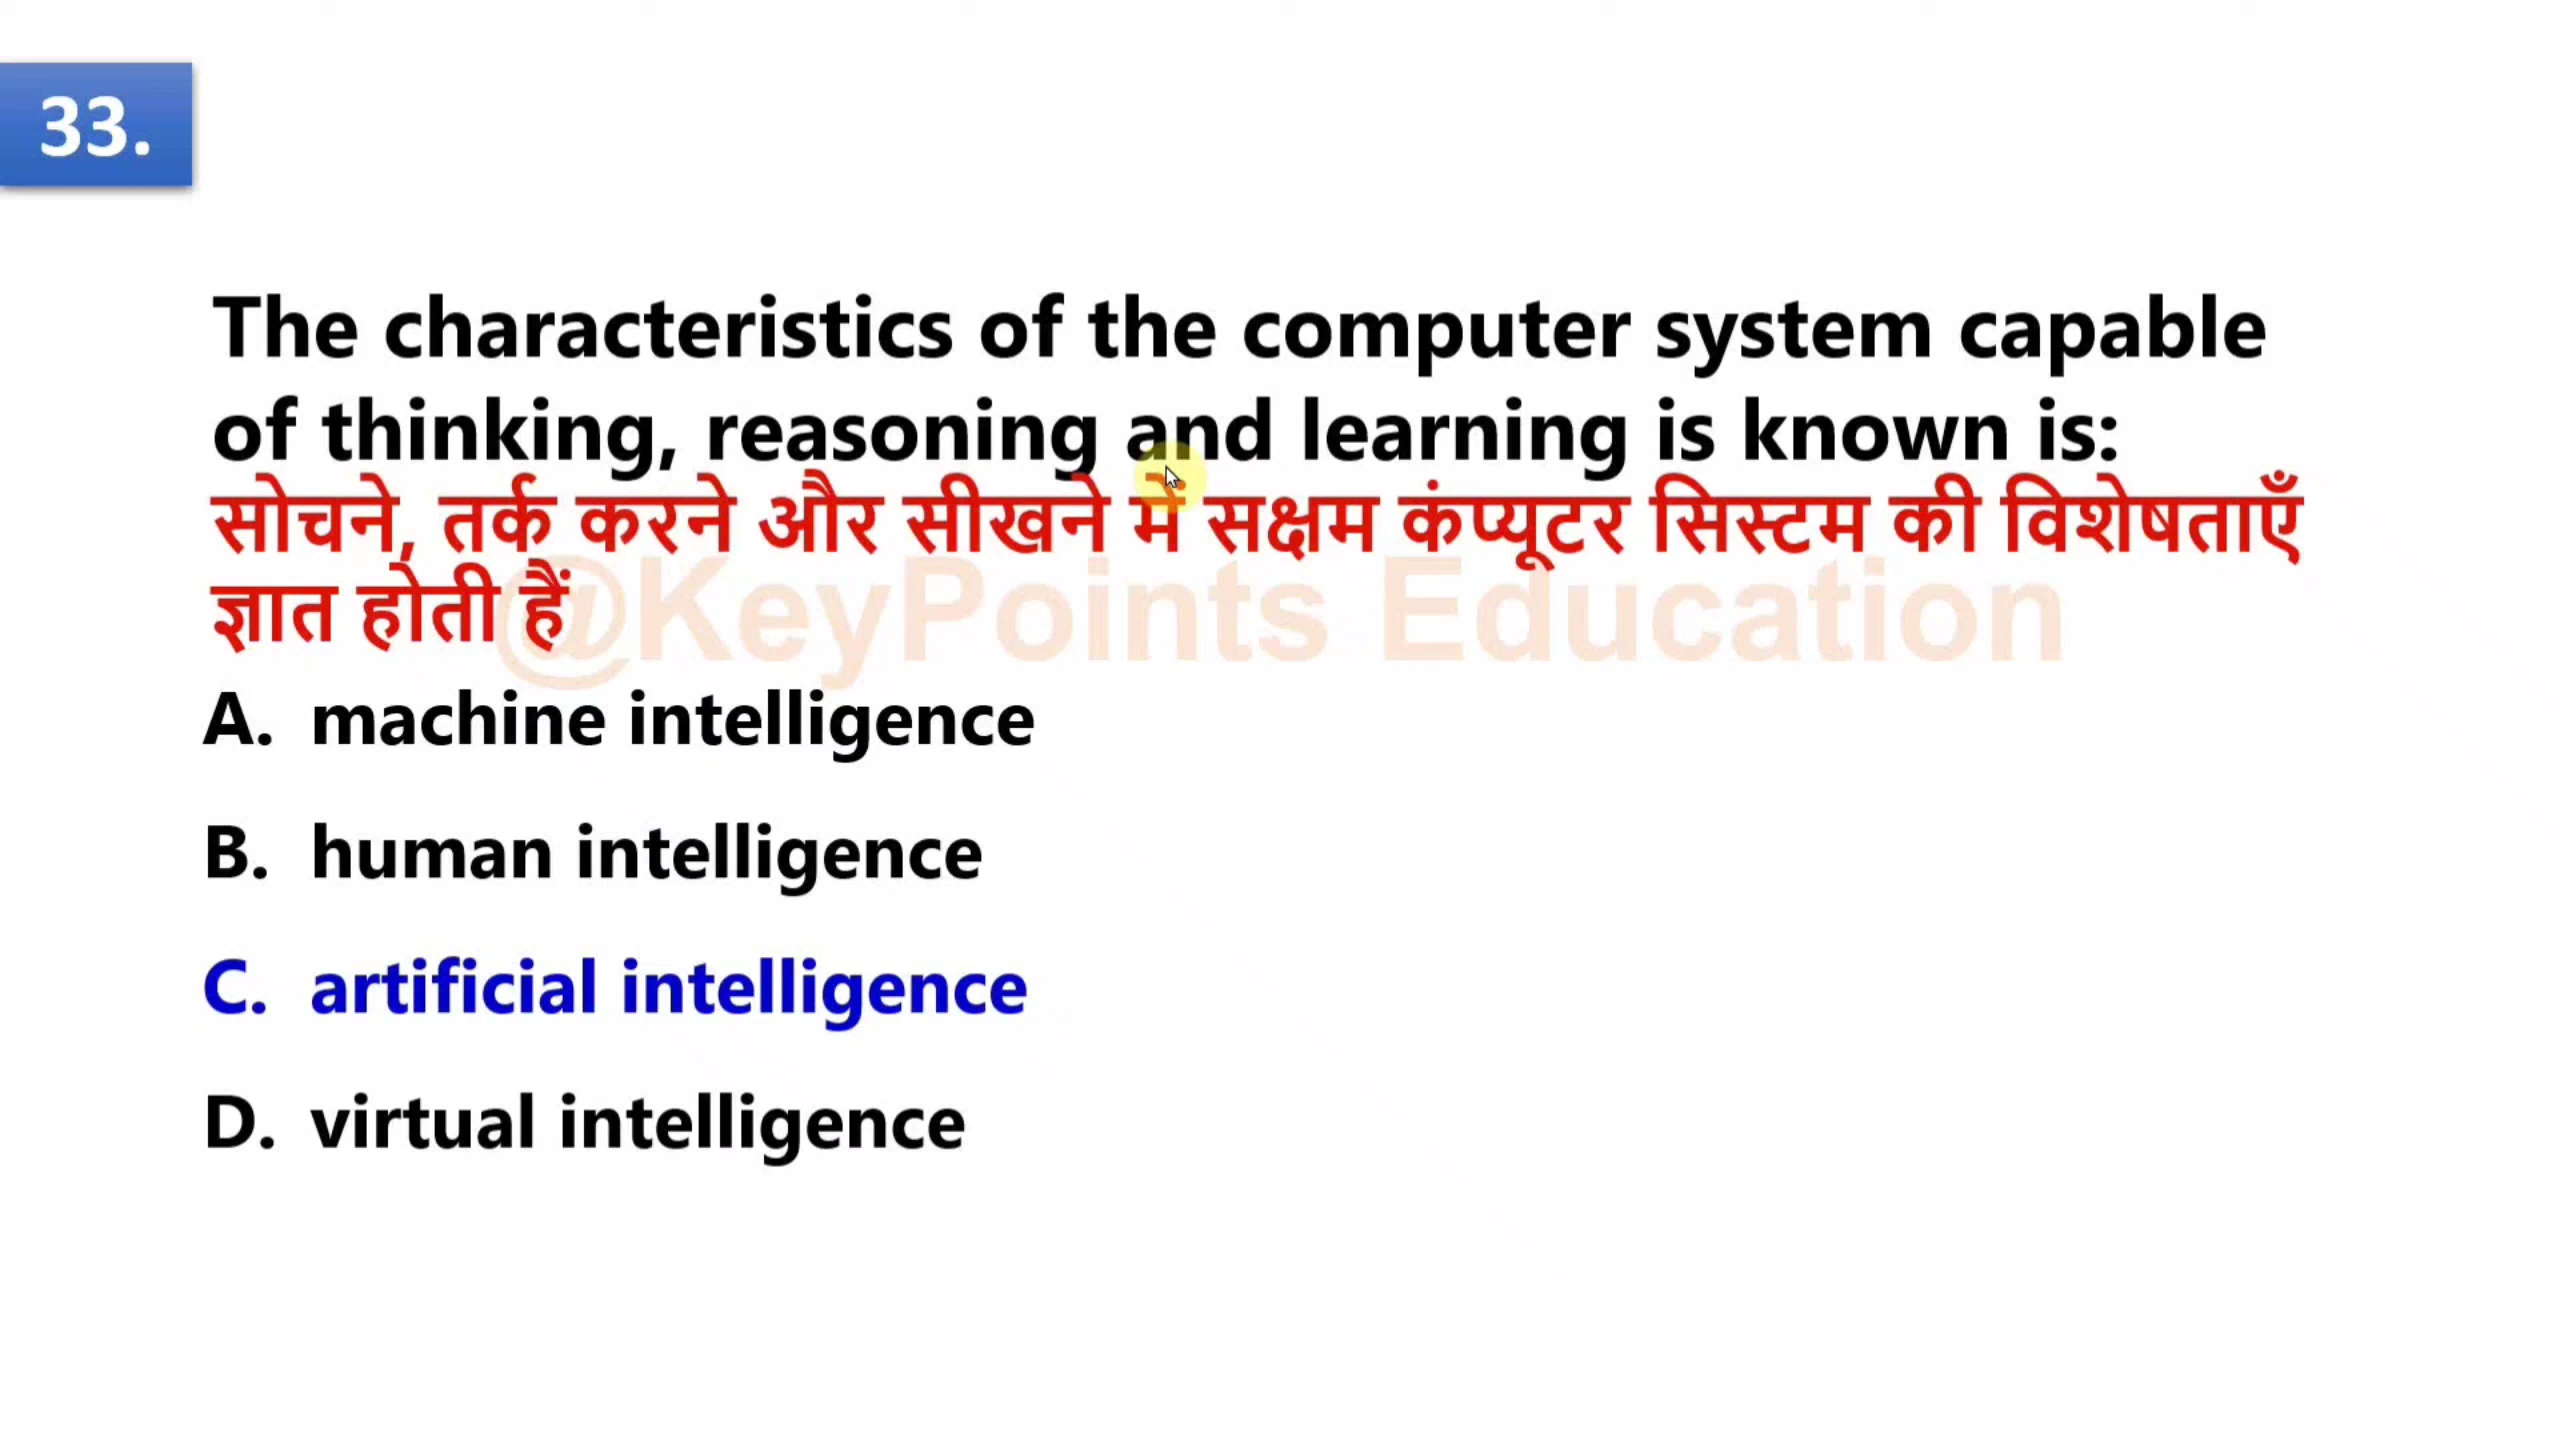 33.
The characteristics of the computer system capable
of thinking, reasoning and learning is known is:
सोचने, तर्क करने और सीखने में सक्षम कंप्यूटर सिस्टम की विशेषताएँ
ज्ञात होती हैं
@KeyPoints Education
A. machine intelligence
B. human intelligence
C. artificial intelligence
D. virtual intelligence